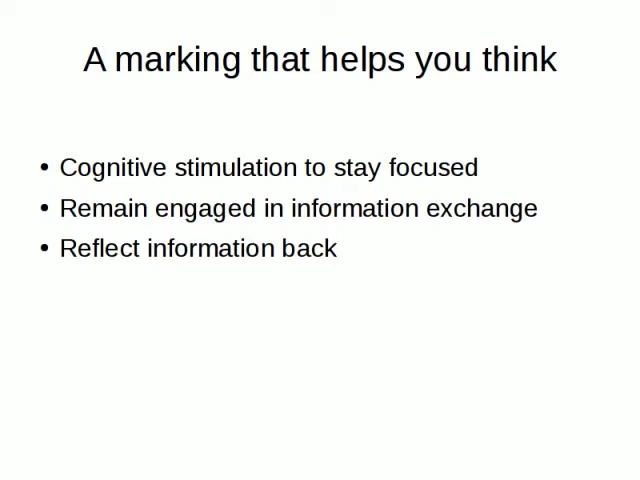 A marking that helps you think
• Cognitive stimulation to stay focused
• Remain engaged in information exchange
• Reflect information back